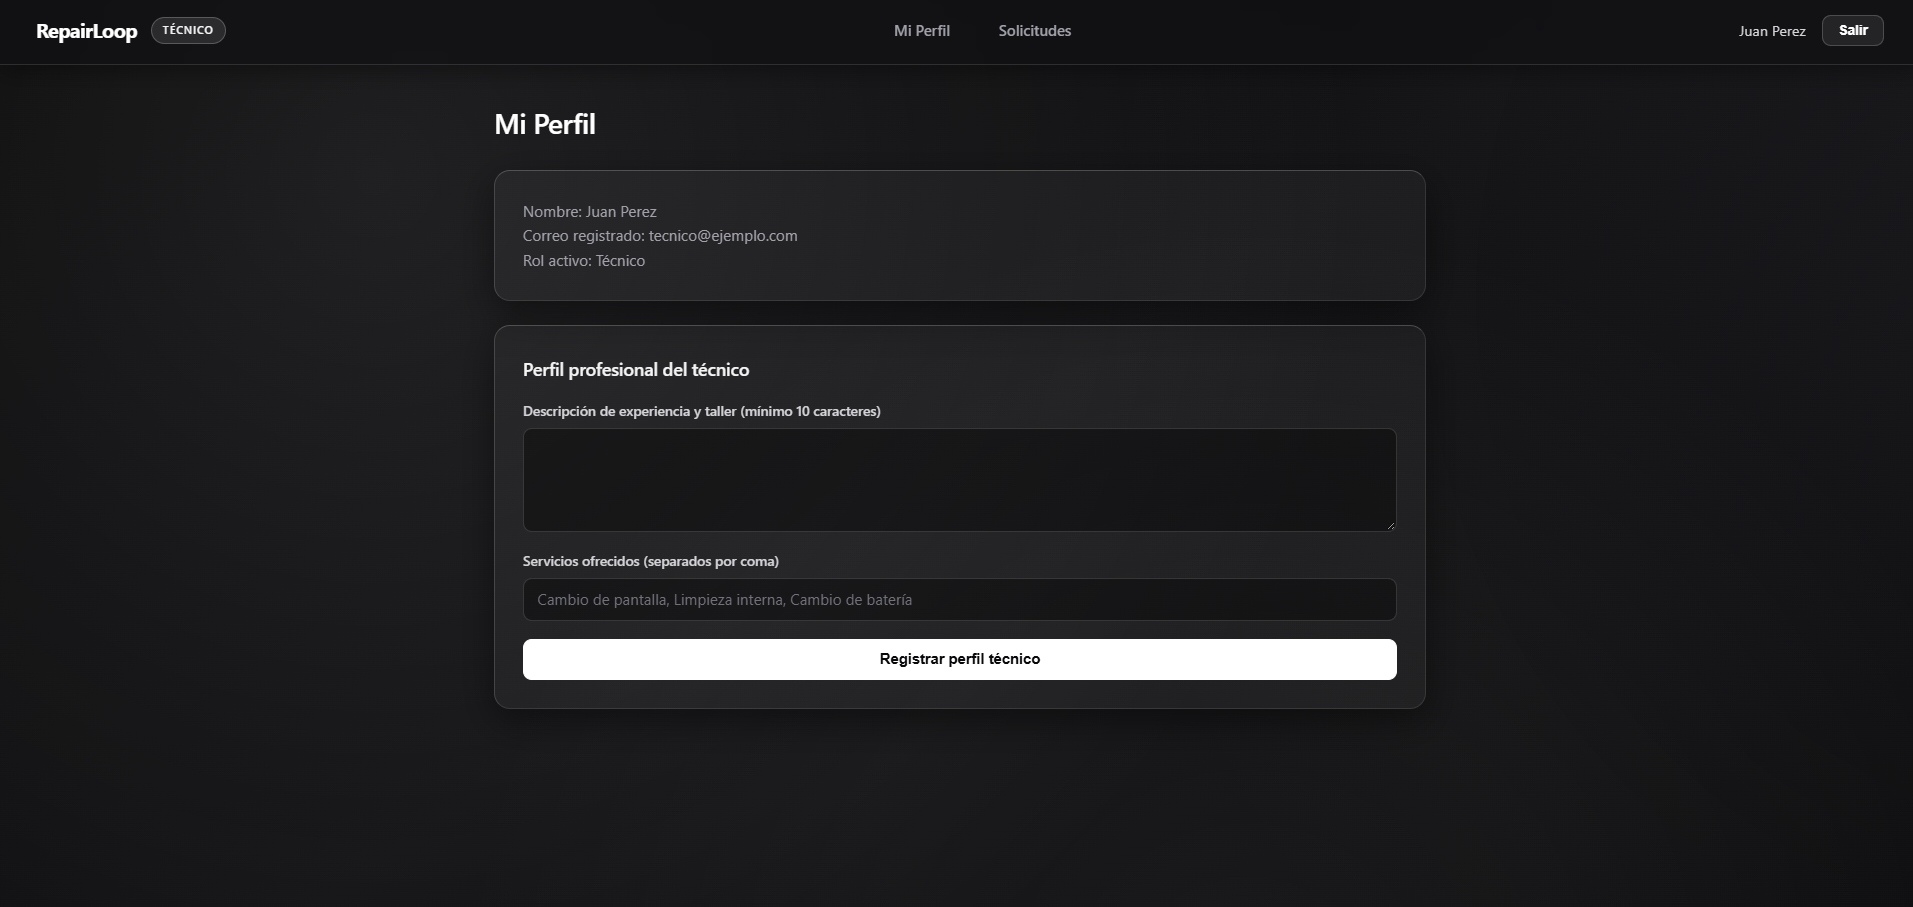 RepairLoop TÉCNICO Mi Perfil Solicitudes Juan Perez Salir
Mi Perfil
Nombre: Juan Perez
Correo registrado: tecnico@ejemplo.com
Rol activo: Técnico
Perfil profesional del técnico
Descripción de experiencia y taller (mínimo 10 caracteres)
Servicios ofrecidos (separados por coma)
Cambio de pantalla, Limpieza interna, Cambio de batería
Registrar perfil técnico